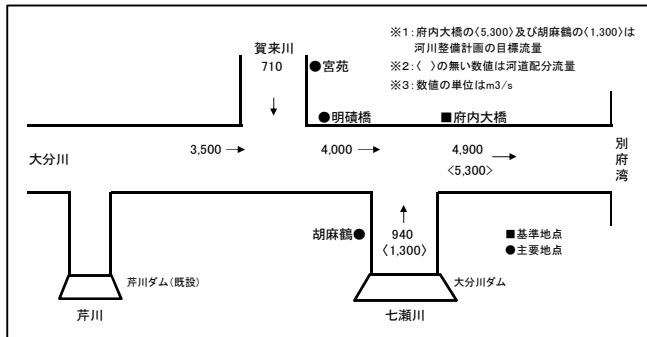 賀来川
710
●宮苑
※1:府内大橋の〈5,300〉及び胡麻鶴の〈1,300〉は
河川整備計画の目標流量
※2:〈 〉の無い数値は河道配分流量
※3:数値の単位はm3/s
↓
●明磧橋
■府内大橋
大分川
3,500 →
4,000 →
4,900 →
〈5,300〉
別府湾
胡麻鶴●
↑
940
〈1,300〉
■基準地点
●主要地点
芹川ダム(既設)
大分川ダム
芹川
七瀬川